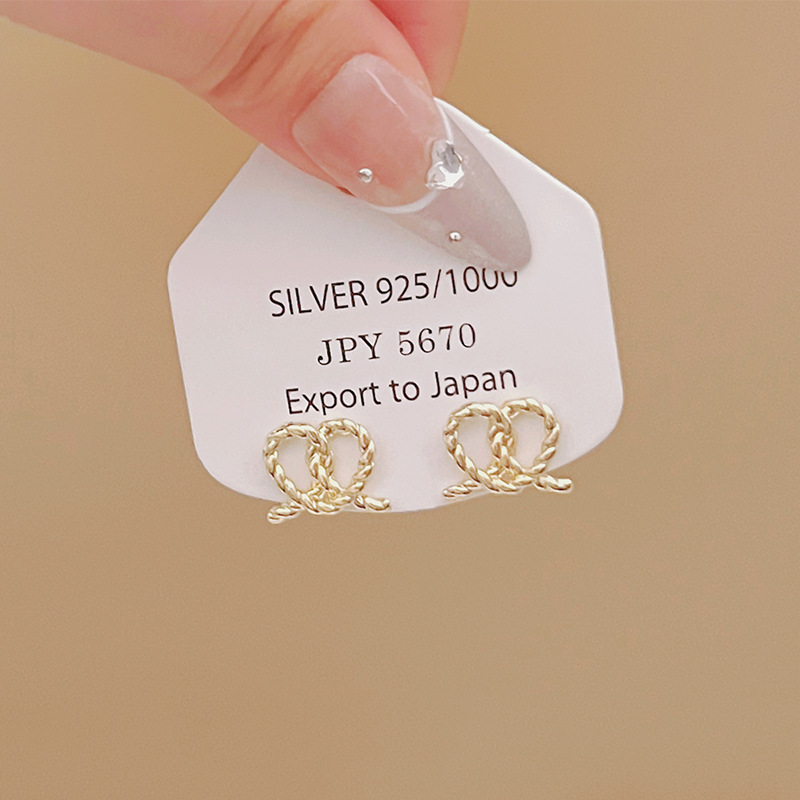 SILVER 925/1000
JPY 5670
Export to Japan